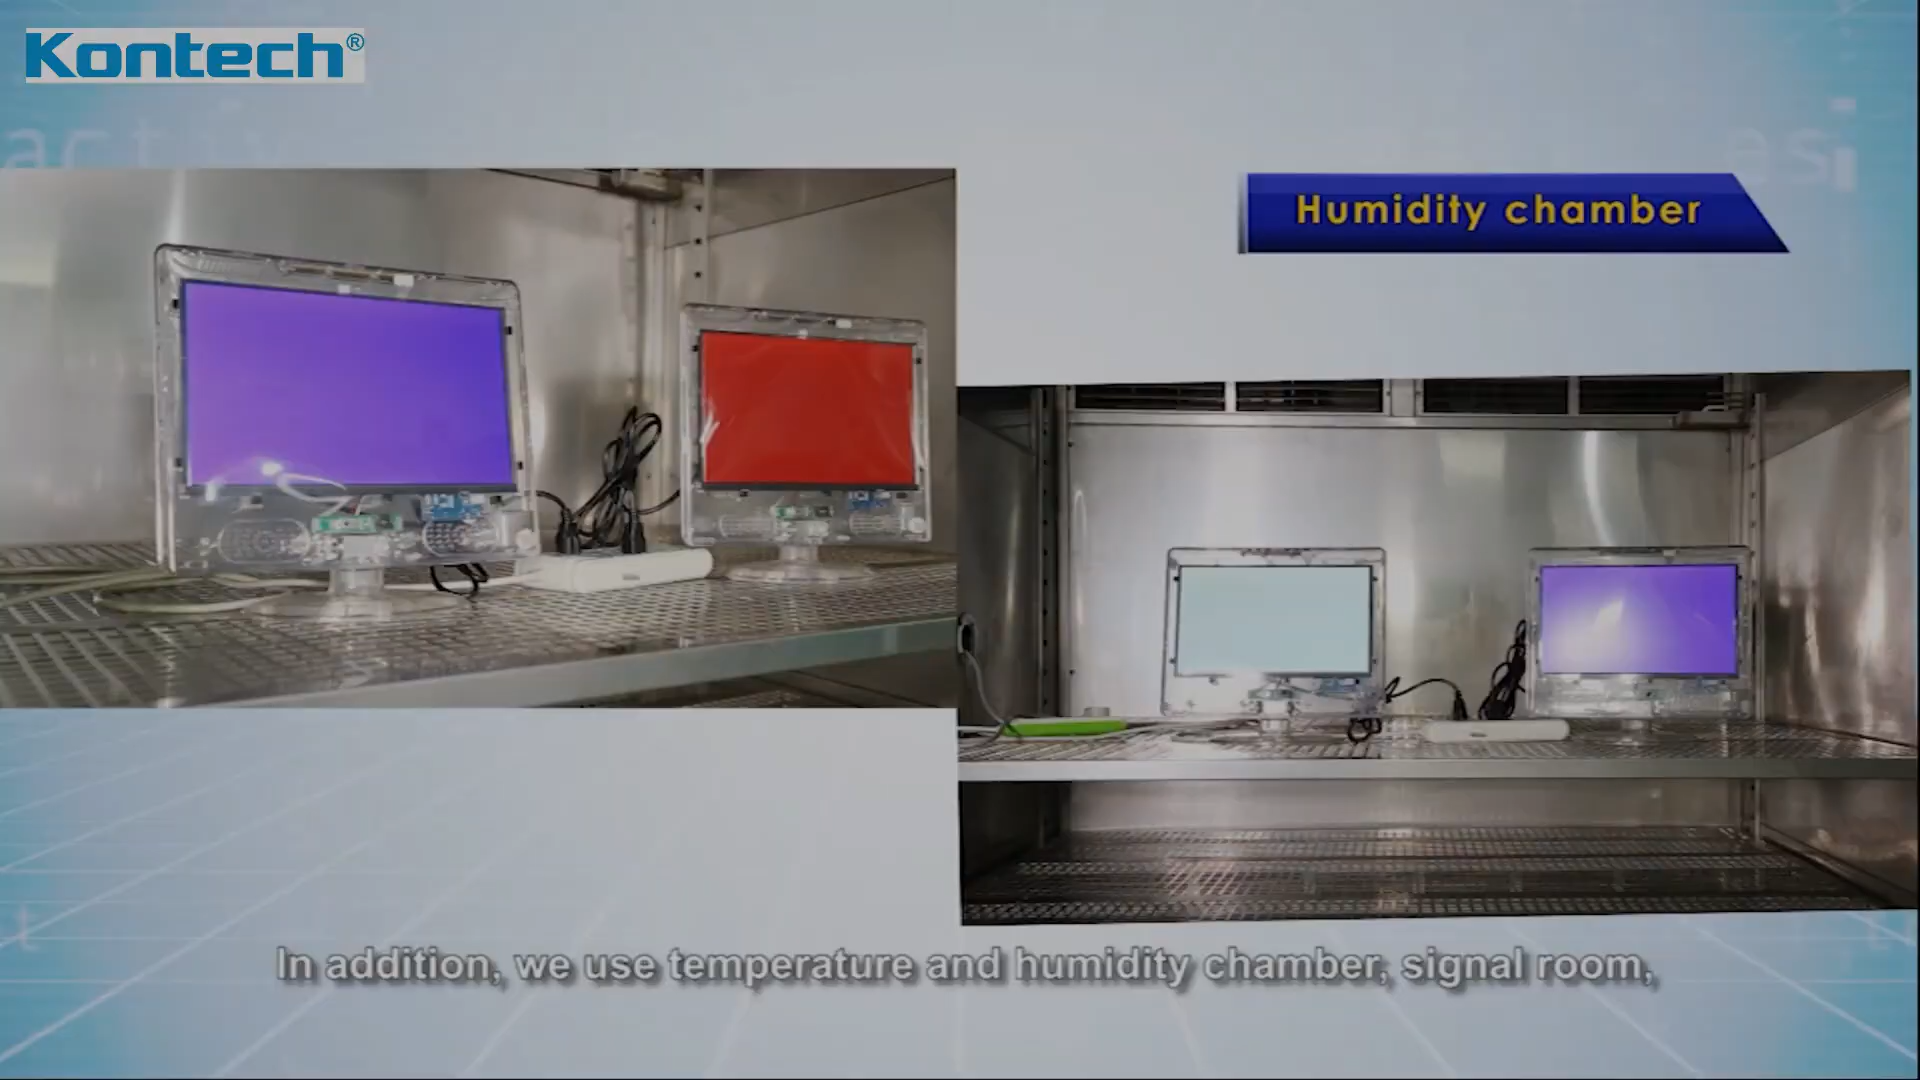 Kontech®
Humidity chamber
In addition, we use temperature and humidity chamber, signal room,